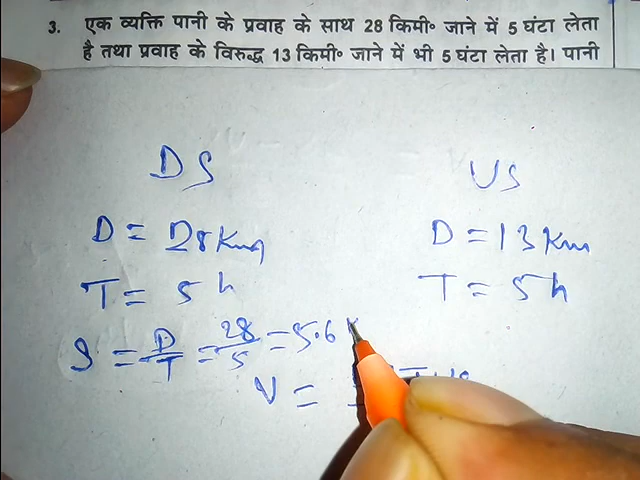 3. एक व्यक्ति पानी के प्रवाह के साथ 28 किमी॰ जाने में 5 घंटा लेता
है तथा प्रवाह के विरुद्ध 13 किमी॰ जाने में भी 5 घंटा लेता है। पानी
DS US
D = 28 Km D = 13 Km
T = 5 h T = 5h
S = D/T = 28/5 = 5.6 K
V =